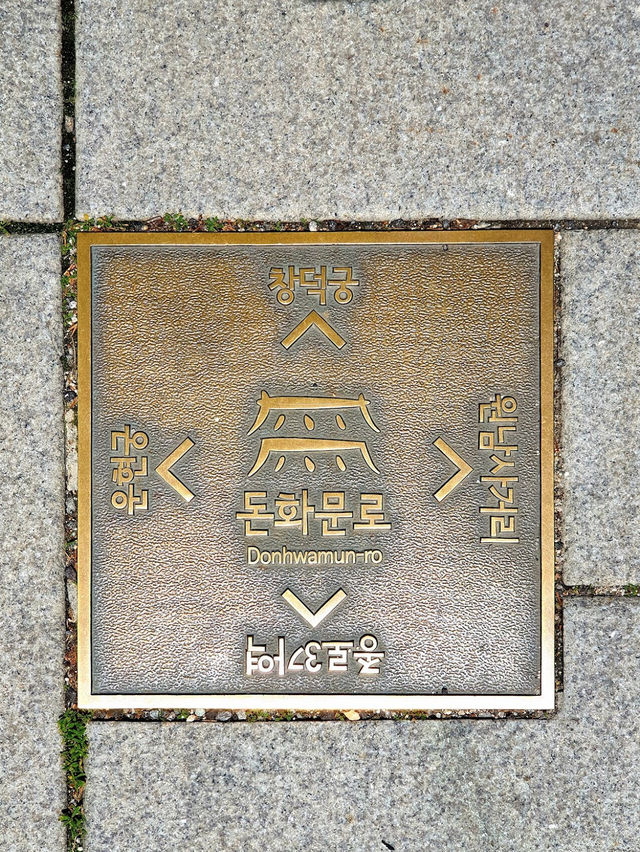 창덕궁
운현궁
원남사거리
돈화문로
Donhwamun-ro
종로3가역